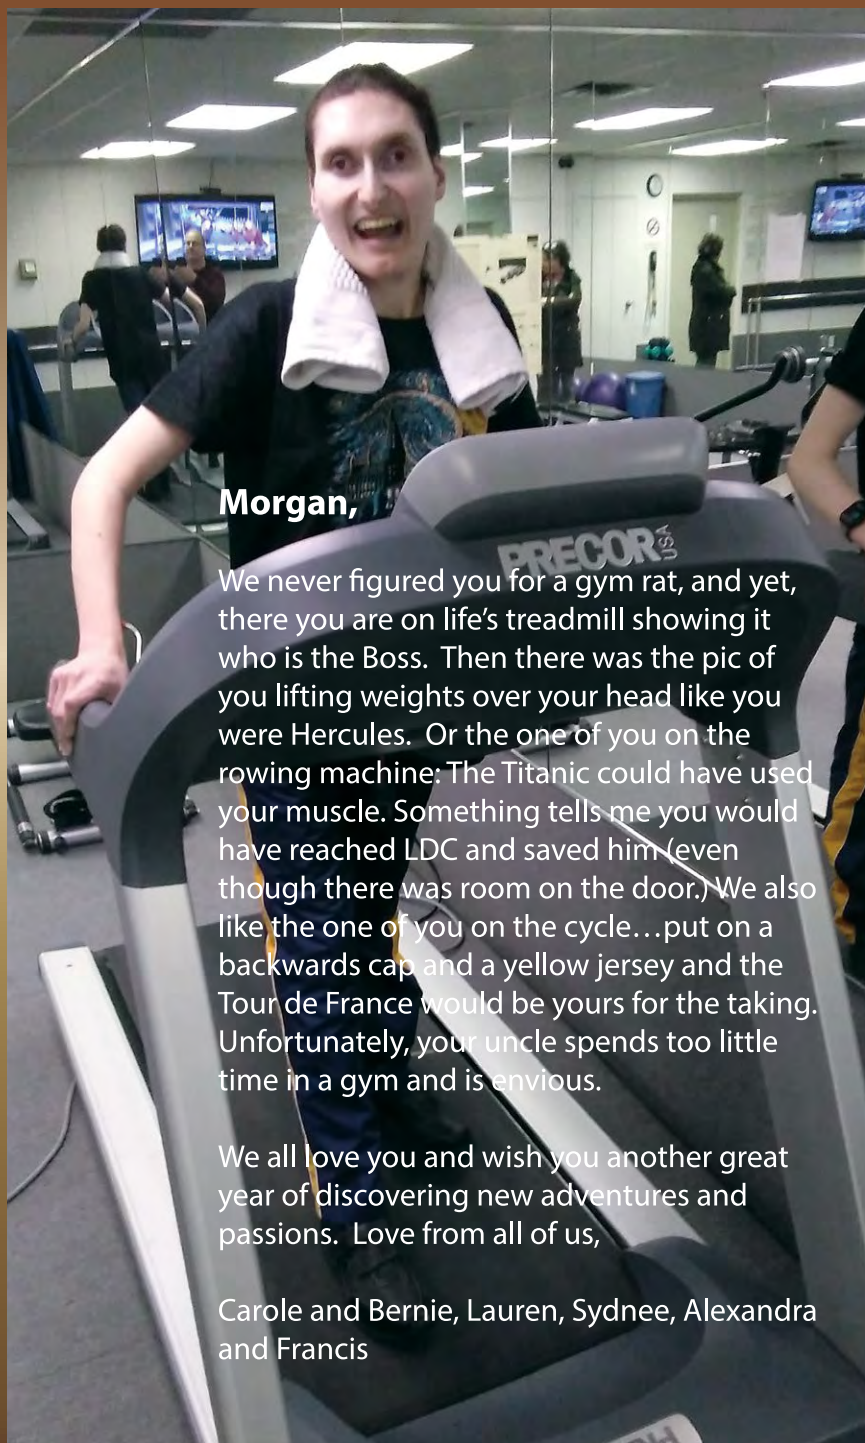 Morgan,
PRECOR USA
We never figured you for a gym rat, and yet,
there you are on life's treadmill showing it
who is the Boss.  Then there was the pic of
you lifting weights over your head like you
were Hercules.  Or the one of you on the
rowing machine: The Titanic could have used
your muscle. Something tells me you would
have reached LDC and saved him (even
though there was room on the door.) We also
like the one of you on the cycle…put on a
backwards cap and a yellow jersey and the
Tour de France would be yours for the taking.
Unfortunately, your uncle spends too little
time in a gym and is envious.
We all love you and wish you another great
year of discovering new adventures and
passions.  Love from all of us,
Carole and Bernie, Lauren, Sydnee, Alexandra
and Francis